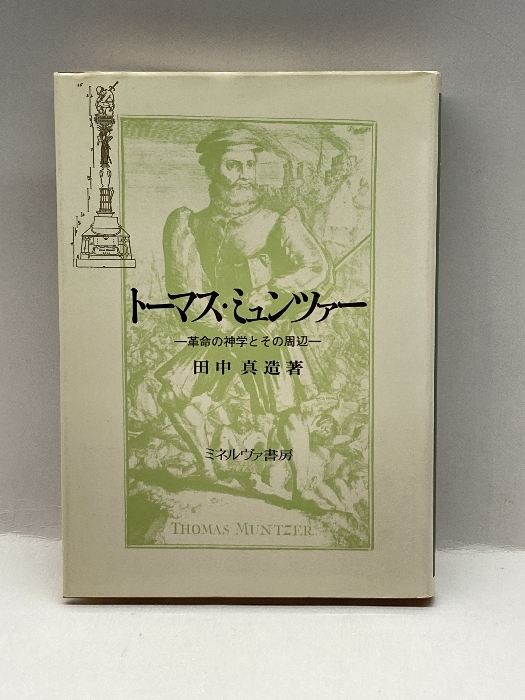 トーマス・ミュンツァー
―革命の神学とその周辺―
田中真造著
ミネルヴァ書房
THOMAS MUNTZER